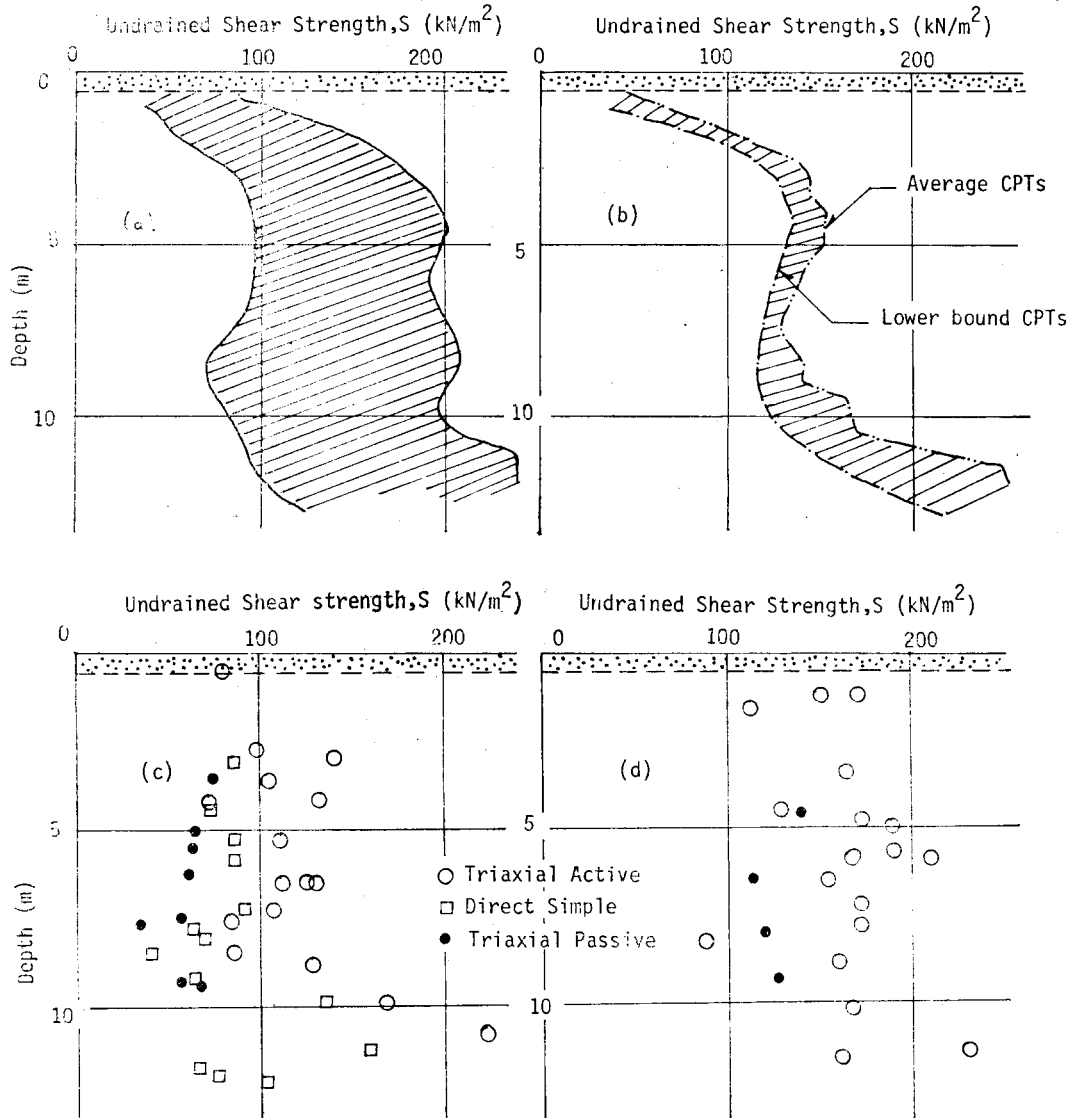 Undrained Shear Strength,S (kN/m²)
Undrained Shear Strength,S (kN/m²)
0 100 200
0 100 200
0
(a)
(b)
Average CPTs
5
5
Lower bound CPTs
Depth (m)
10
10
Undrained Shear strength,S (kN/m²)
Undrained Shear Strength,S (kN/m²)
0 100 200
0 100 200
(c)
(d)
5
5
Triaxial Active
Direct Simple
Triaxial Passive
Depth (m)
10
10